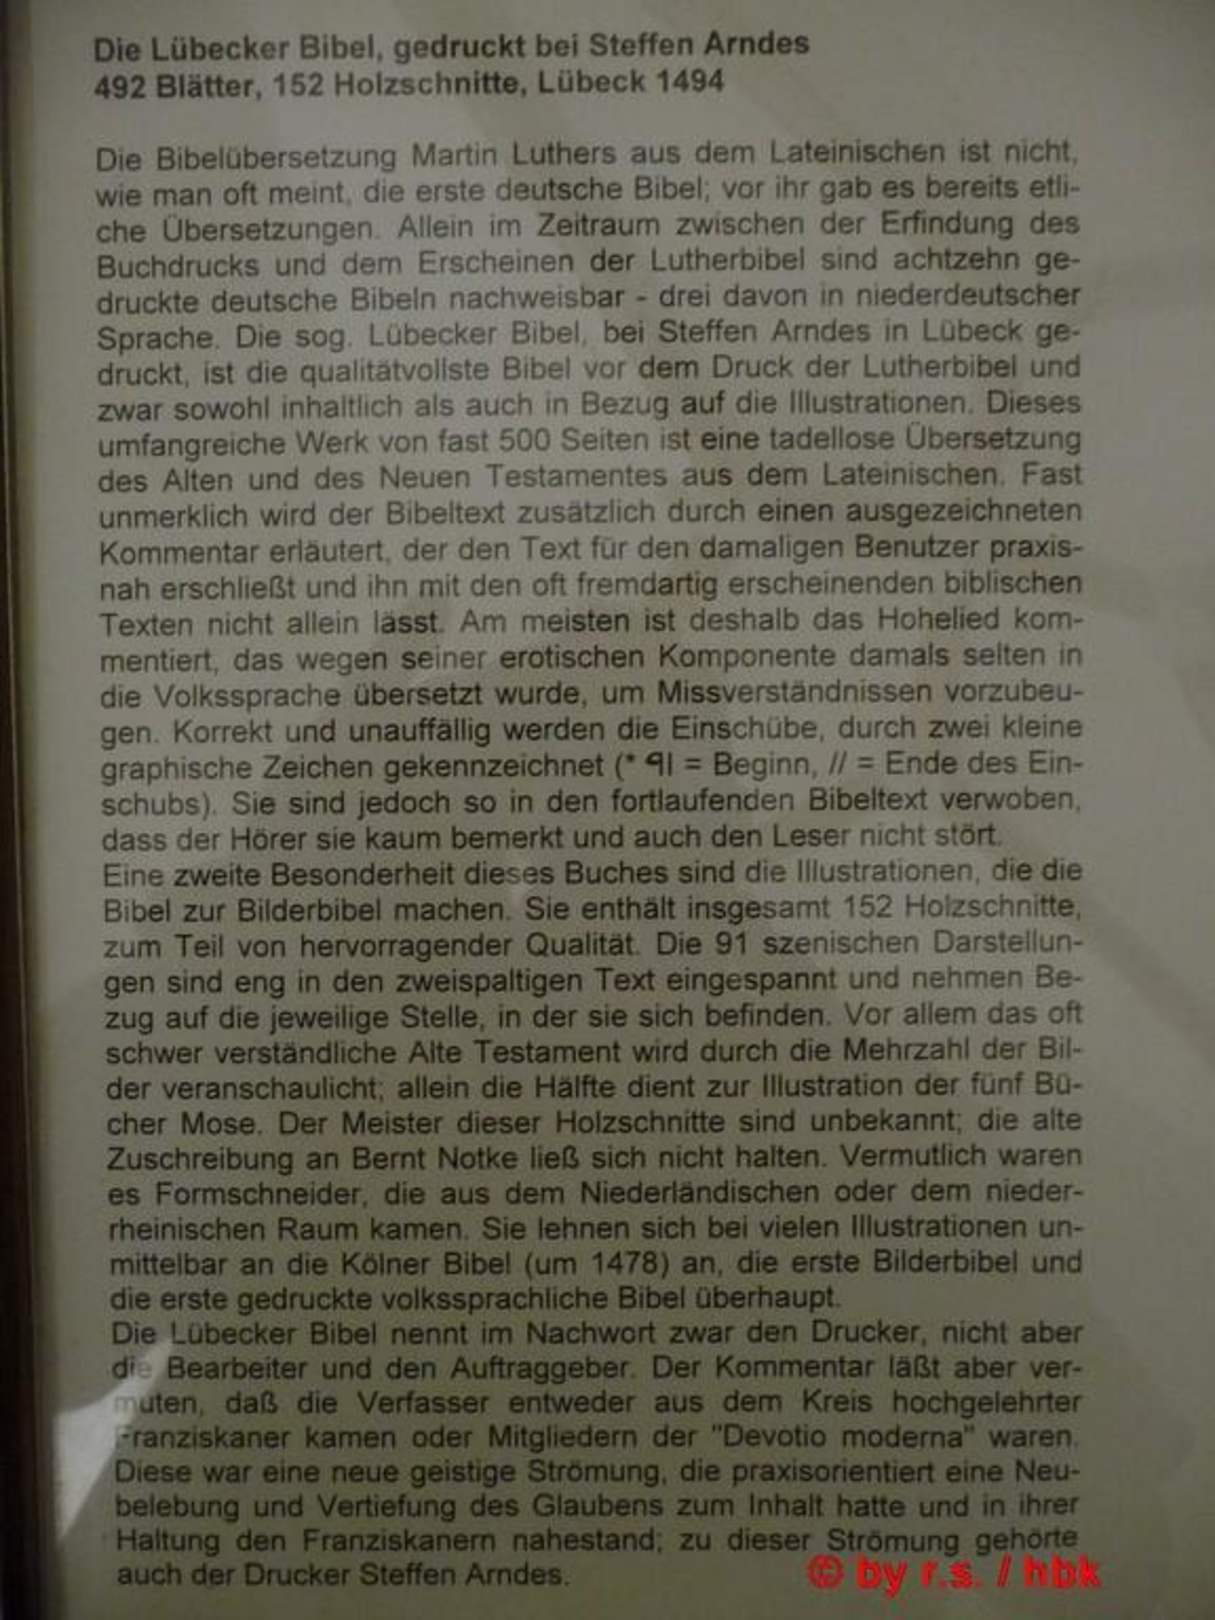 Die Lübecker Bibel, gedruckt bei Steffen Arndes
492 Blätter, 152 Holzschnitte, Lübeck 1494
Die Bibelübersetzung Martin Luthers aus dem Lateinischen ist nicht,
wie man oft meint, die erste deutsche Bibel; vor ihr gab es bereits etli-
che Übersetzungen. Allein im Zeitraum zwischen der Erfindung des
Buchdrucks und dem Erscheinen der Lutherbibel sind achtzehn ge-
druckte deutsche Bibeln nachweisbar - drei davon in niederdeutscher
Sprache. Die sog. Lübecker Bibel, bei Steffen Arndes in Lübeck ge-
druckt, ist die qualitätvollste Bibel vor dem Druck der Lutherbibel und
zwar sowohl inhaltlich als auch in Bezug auf die Illustrationen. Dieses
umfangreiche Werk von fast 500 Seiten ist eine tadellose Übersetzung
des Alten und des Neuen Testamentes aus dem Lateinischen. Fast
unmerklich wird der Bibeltext zusätzlich durch einen ausgezeichneten
Kommentar erläutert, der den Text für den damaligen Benutzer praxis-
nah erschließt und ihn mit den oft fremdartig erscheinenden biblischen
Texten nicht allein lässt. Am meisten ist deshalb das Hohelied kom-
mentiert, das wegen seiner erotischen Komponente damals selten in
die Volkssprache übersetzt wurde, um Missverständnissen vorzubeu-
gen. Korrekt und unauffällig werden die Einschübe, durch zwei kleine
graphische Zeichen gekennzeichnet (* ¶I = Beginn, // = Ende des Ein-
schubs). Sie sind jedoch so in den fortlaufenden Bibeltext verwoben,
dass der Hörer sie kaum bemerkt und auch den Leser nicht stört.
Eine zweite Besonderheit dieses Buches sind die Illustrationen, die die
Bibel zur Bilderbibel machen. Sie enthält insgesamt 152 Holzschnitte,
zum Teil von hervorragender Qualität. Die 91 szenischen Darstellun-
gen sind eng in den zweispaltigen Text eingespannt und nehmen Be-
zug auf die jeweilige Stelle, in der sie sich befinden. Vor allem das oft
schwer verständliche Alte Testament wird durch die Mehrzahl der Bil-
der veranschaulicht; allein die Hälfte dient zur Illustration der fünf Bü-
cher Mose. Der Meister dieser Holzschnitte sind unbekannt; die alte
Zuschreibung an Bernt Notke ließ sich nicht halten. Vermutlich waren
es Formschneider, die aus dem Niederländischen oder dem nieder-
rheinischen Raum kamen. Sie lehnen sich bei vielen Illustrationen un-
mittelbar an die Kölner Bibel (um 1478) an, die erste Bilderbibel und
die erste gedruckte volkssprachliche Bibel überhaupt.
Die Lübecker Bibel nennt im Nachwort zwar den Drucker, nicht aber
die Bearbeiter und den Auftraggeber. Der Kommentar läßt aber ver-
muten, daß die Verfasser entweder aus dem Kreis hochgelehrter
Franziskaner kamen oder Mitgliedern der "Devotio moderna" waren.
Diese war eine neue geistige Strömung, die praxisorientiert eine Neu-
belebung und Vertiefung des Glaubens zum Inhalt hatte und in ihrer
Haltung den Franziskanern nahestand; zu dieser Strömung gehörte
auch der Drucker Steffen Arndes.
© by r.s. / hbk